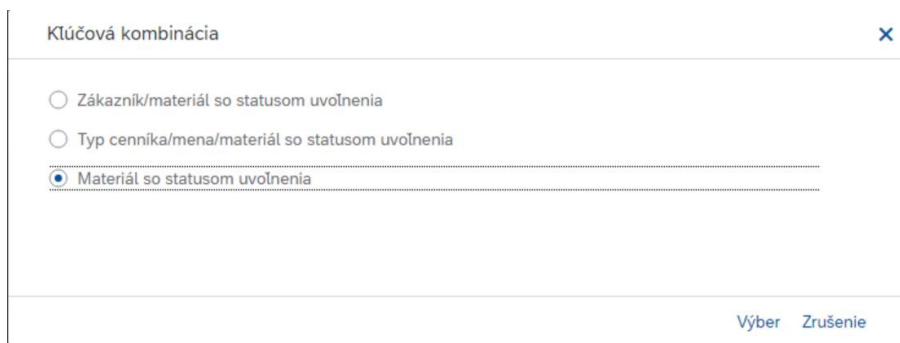 Kľúčová kombinácia
Zákazník/materiál so statusom uvoľnenia
Typ cenníka/mena/materiál so statusom uvoľnenia
Materiál so statusom uvoľnenia
Výber Zrušenie